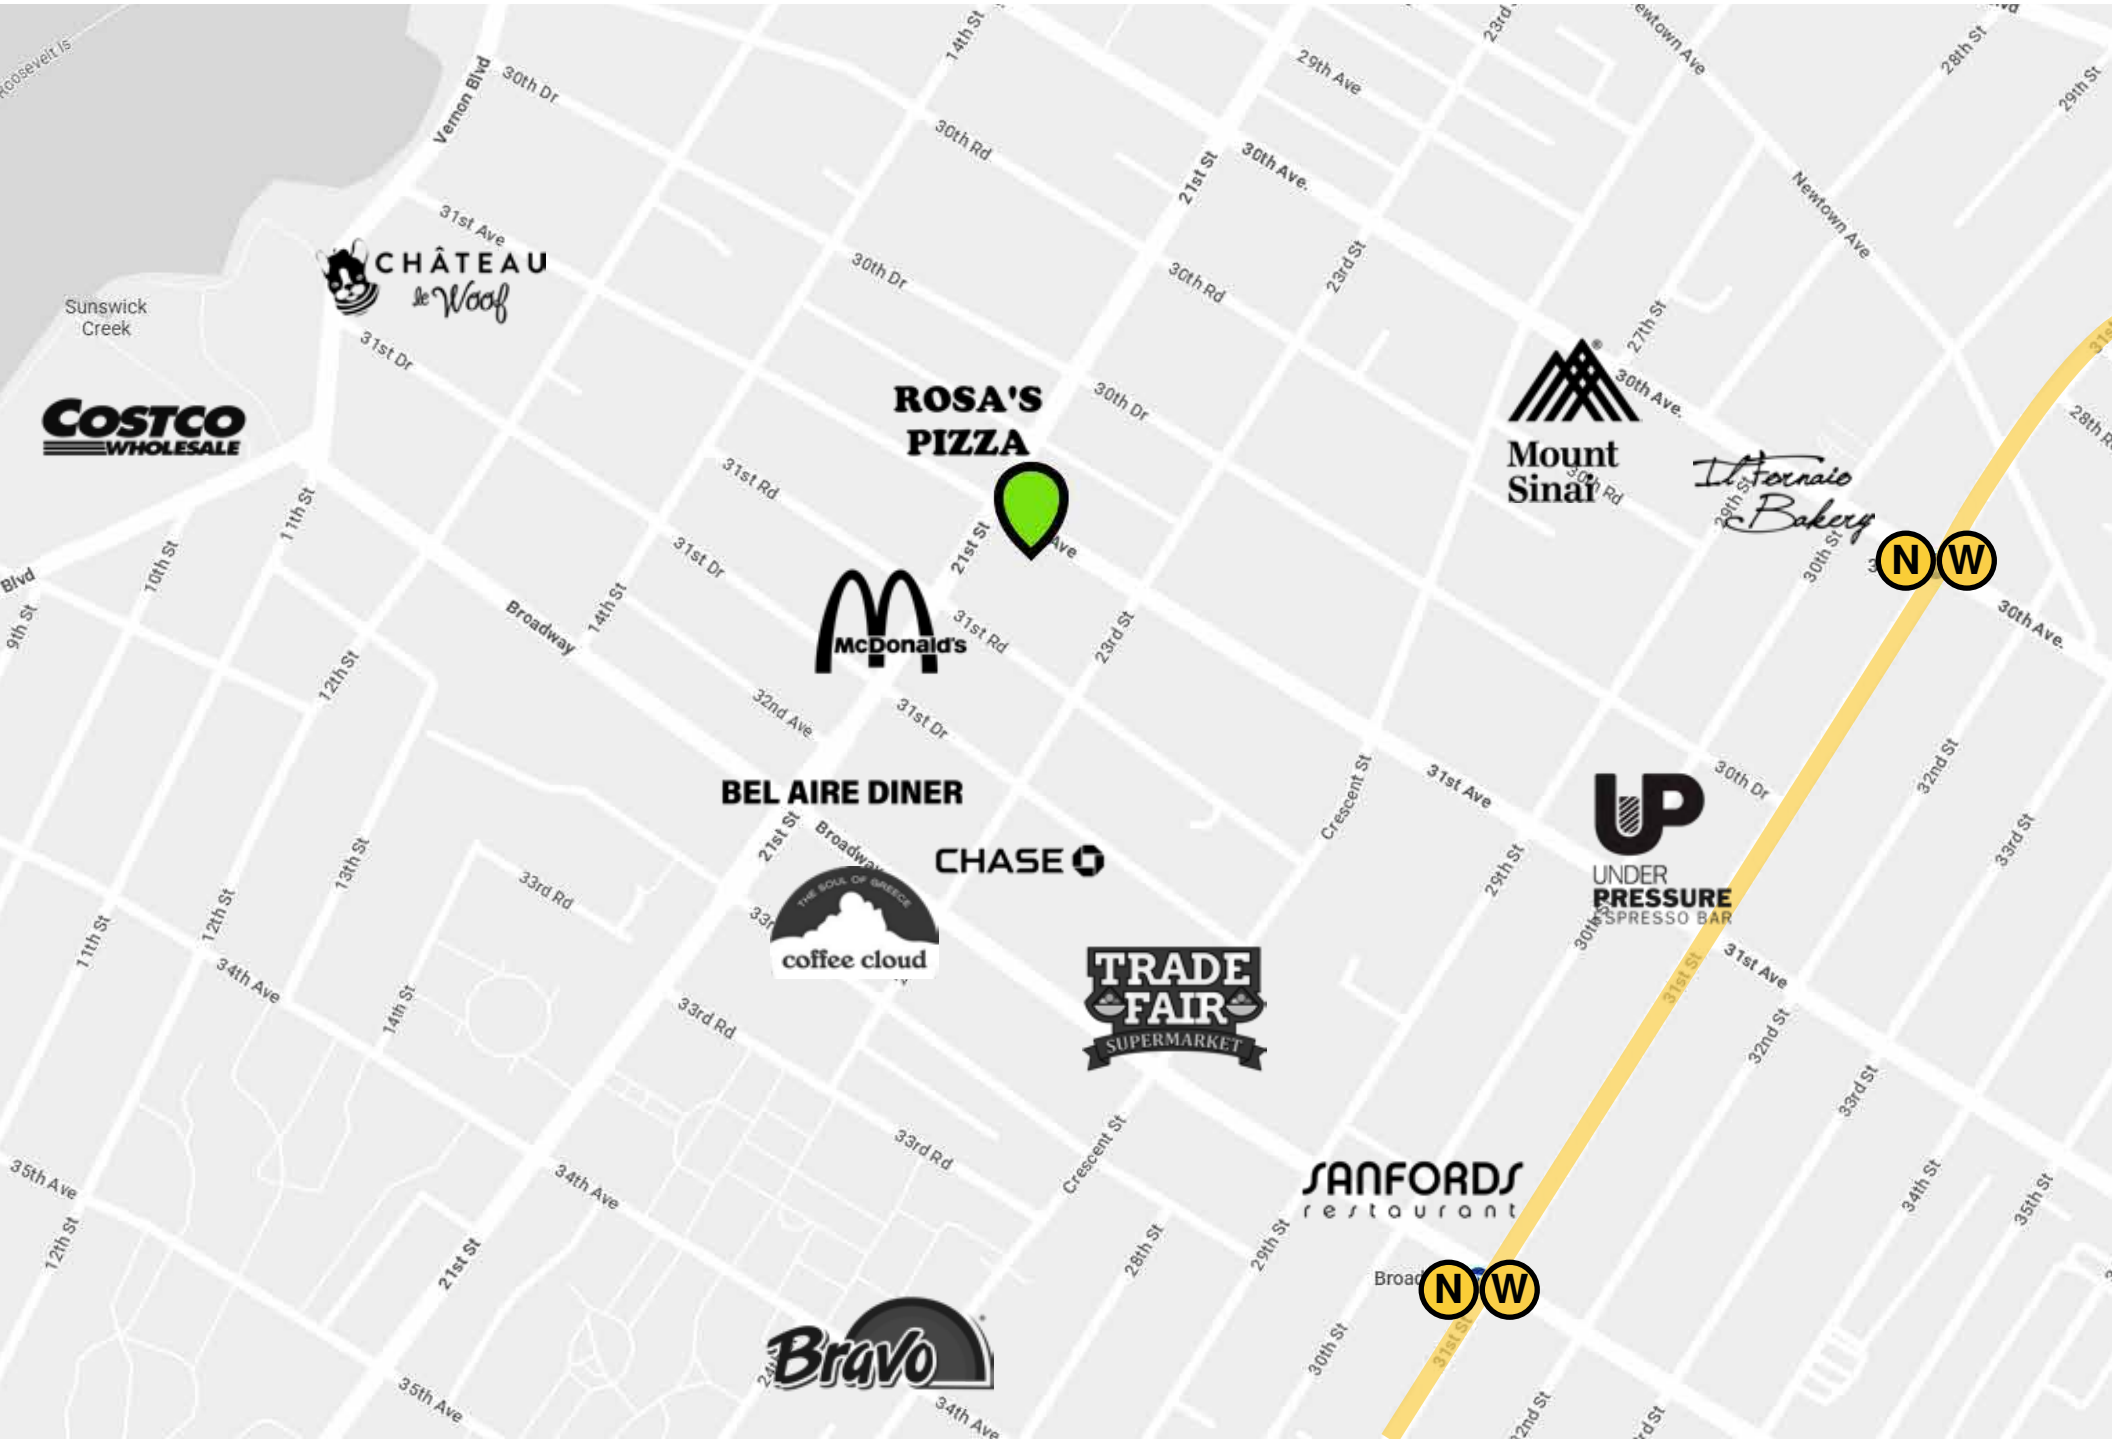 Roosevelt Is
Vernon Blvd
30th Dr
14th St
30th Rd
21st St
29th Ave
30th Ave.
28th St
29th St
Newtown Ave
31st Ave
CHÂTEAU
le Woof
Sunswick
Creek
31st Dr
30th Dr
30th Rd
23rd St
27th St
30th Ave.
COSTCO
WHOLESALE
ROSA'S
PIZZA
30th Dr
Mount
Sinai
30th Rd
Il Fornaio
Bakery
29th St
30th St
N W
30th Ave.
Blvd
9th St
10th St
11th St
12th St
Broadway
14th St
31st Rd
31st Dr
21st St
Ave
McDonald's
31st Rd
23rd St
32nd Ave
31st Dr
BEL AIRE DINER
21st St
Broadway
CHASE
Crescent St
31st Ave
30th Dr
32nd St
33rd St
UP
UNDER
PRESSURE
ESPRESSO BAR
29th St
31st Ave
31st St
32nd St
33rd St
34th St
35th St
11th St
12th St
13th St
33rd Rd
34th Ave
14th St
THE SOUL OF GREECE
coffee cloud
33rd Rd
TRADE
FAIR
SUPERMARKET
33rd Rd
Crescent St
28th St
29th St
SANFORDS
restaurant
N W
30th St
31st St
35th Ave
12th St
21st St
34th Ave
35th Ave
Bravo
34th Ave